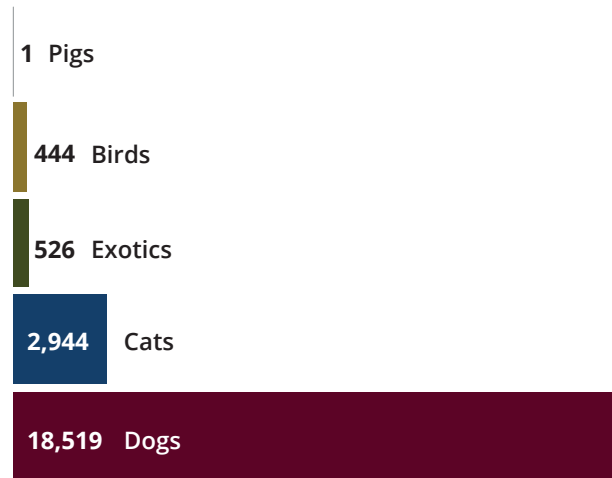 1 Pigs
444 Birds
526 Exotics
2,944 Cats
18,519 Dogs